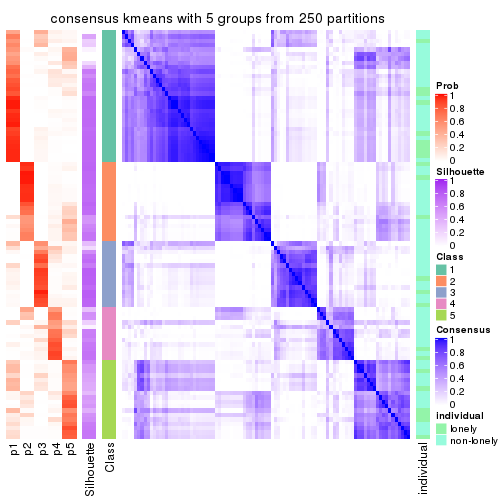 consensus kmeans with 5 groups from 250 partitions
Prob
1
0.8
0.6
0.4
0.2
0
Silhouette
1
0.8
0.6
0.4
0.2
0
Class
1
2
3
4
5
Consensus
1
0.8
0.6
0.4
0.2
0
individual
lonely
non-lonely
p1
p2
p3
p4
p5
Silhouette
Class
individual